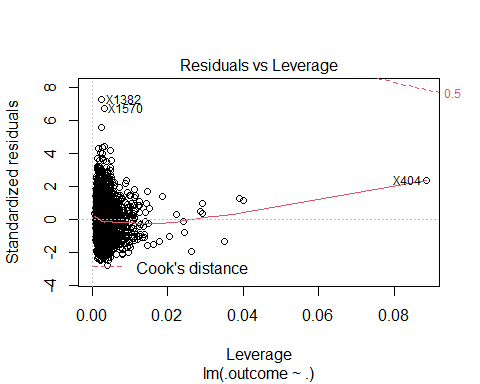 Residuals vs Leverage
Standardized residuals
8
6
4
2
0
-2
-4
X1382
X1570
X404
0.5
Cook's distance
0.00
0.02
0.04
0.06
0.08
Leverage
lm(.outcome ~ .)